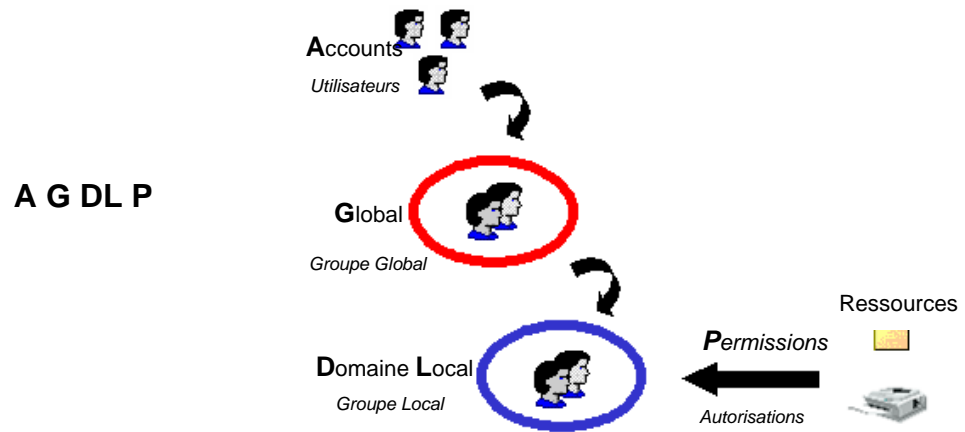 Accounts
Utilisateurs
A G DL P
Global
Groupe Global
Ressources
Domaine Local
Permissions
Groupe Local
Autorisations